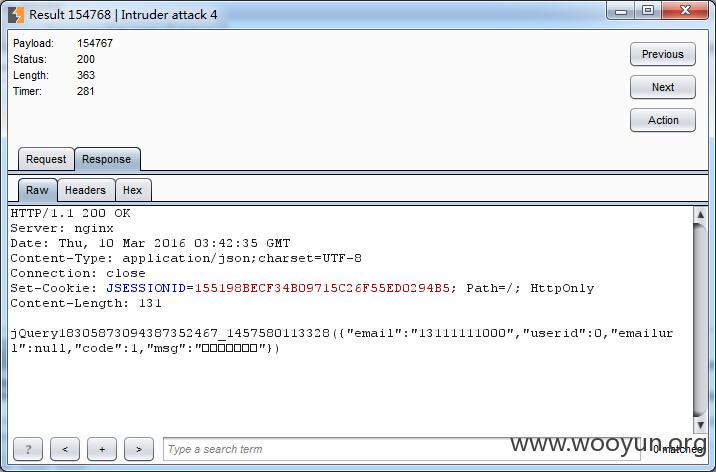 Result 154768 | Intruder attack 4
Payload: 154767
Status: 200
Length: 363
Timer: 281
Previous
Next
Action
Request Response
Raw Headers Hex
HTTP/1.1 200 OK
Server: nginx
Date: Thu, 10 Mar 2016 03:42:35 GMT
Content-Type: application/json;charset=UTF-8
Connection: close
Set-Cookie: JSESSIONID=155198BECF34B09715C26F55ED0294B5; Path=/; HttpOnly
Content-Length: 131
jQuery18305873094387352467_1457580113328({"email":"13111111000","userid":0,"emailur
l":null,"code":1,"msg":"□□□□□□□"})
? < + > Type a search term 0 matches
www.wooyun.org